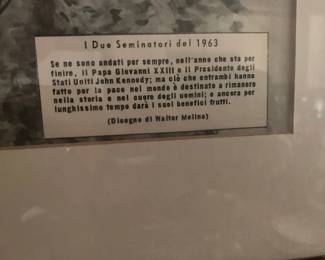 I Due Seminatori del 1963
Se ne sono andati per sempre, nell'anno che sta per
finire, il Papa Giovanni XXIII e il Presidente degli
Stati Uniti John Kennedy; ma ciò che entrambi hanno
fatto per la pace nel mondo è destinato a rimanere
nella storia e nel cuore degli uomini; e ancora per
lunghissimo tempo darà i suoi benefici frutti.
(Disegno di Walter Molino)